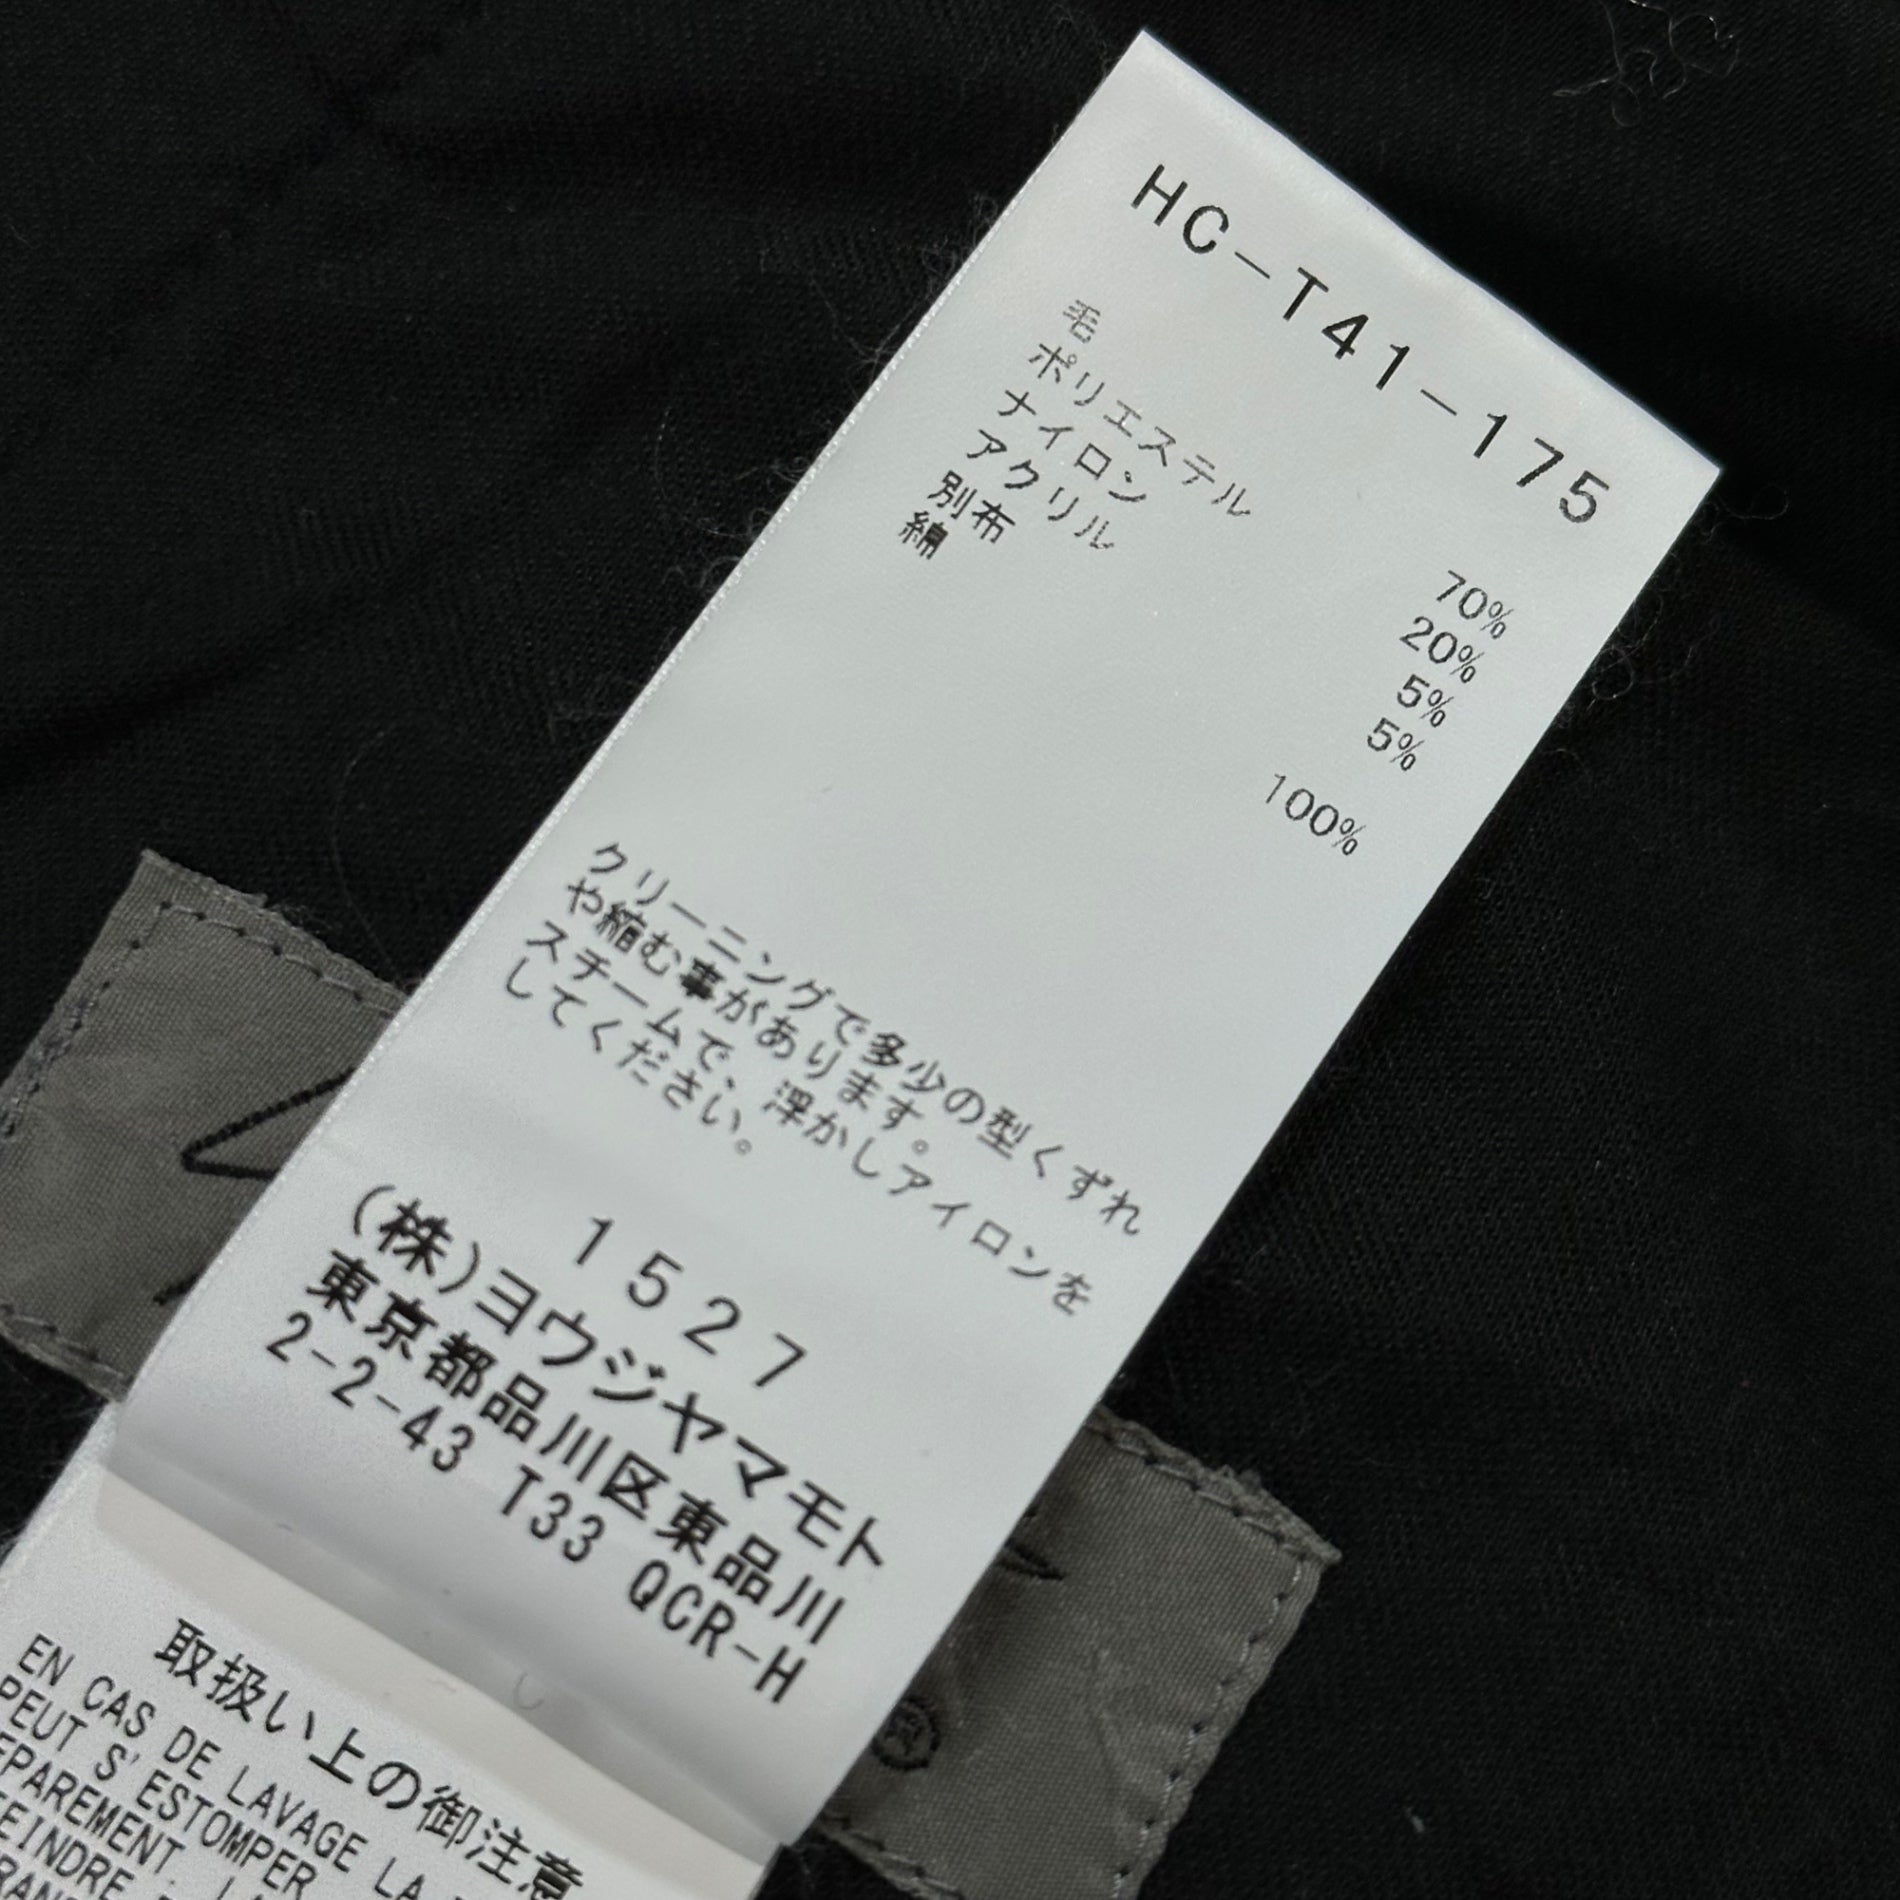 HC-T41-175
毛 70%
ポリエステル 20%
ナイロン 5%
アクリル 5%
別布
綿 100%
クリーニングで多少の型くずれ
や縮む事があります。
スチームで、浮かしアイロンを
してください。
1527
(株)ヨウジヤマモト
東京都品川区東品川
2-2-43 T33 QCR-H
取扱い上の御注意
EN CAS DE LAVAGE LA
PEUT S'ESTOMPER
®